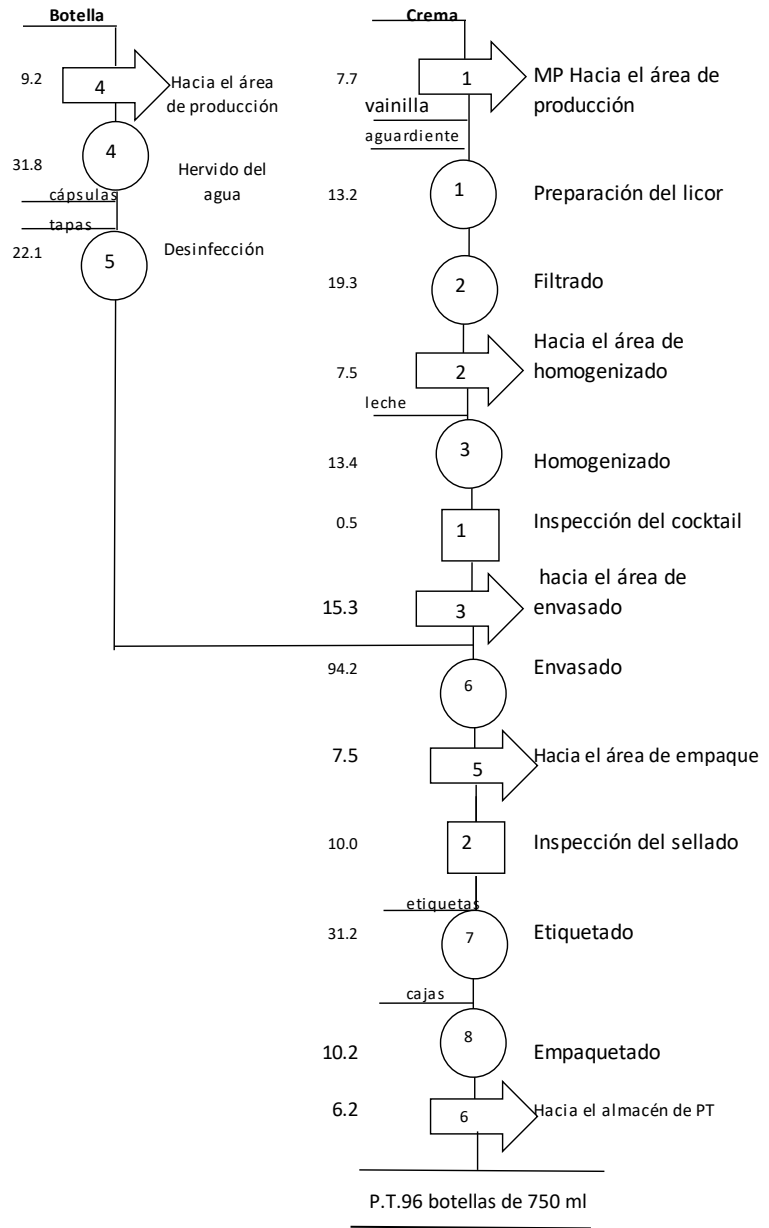 Botella
9.2
4
Hacia el área
de producción
4
31.8
Hervido del
agua
cápsulas
tapas
22.1
5
Desinfección
Crema
7.7
1
MP Hacia el área de
producción
vainilla
aguardiente
13.2
1
Preparación del licor
19.3
2
Filtrado
7.5
2
Hacia el área de
homogenizado
leche
13.4
3
Homogenizado
0.5
1
Inspección del cocktail
15.3
3
hacia el área de
envasado
94.2
6
Envasado
7.5
5
Hacia el área de empaque
10.0
2
Inspección del sellado
etiquetas
31.2
7
Etiquetado
cajas
10.2
8
Empaquetado
6.2
6
Hacia el almacén de PT
P.T.96 botellas de 750 ml